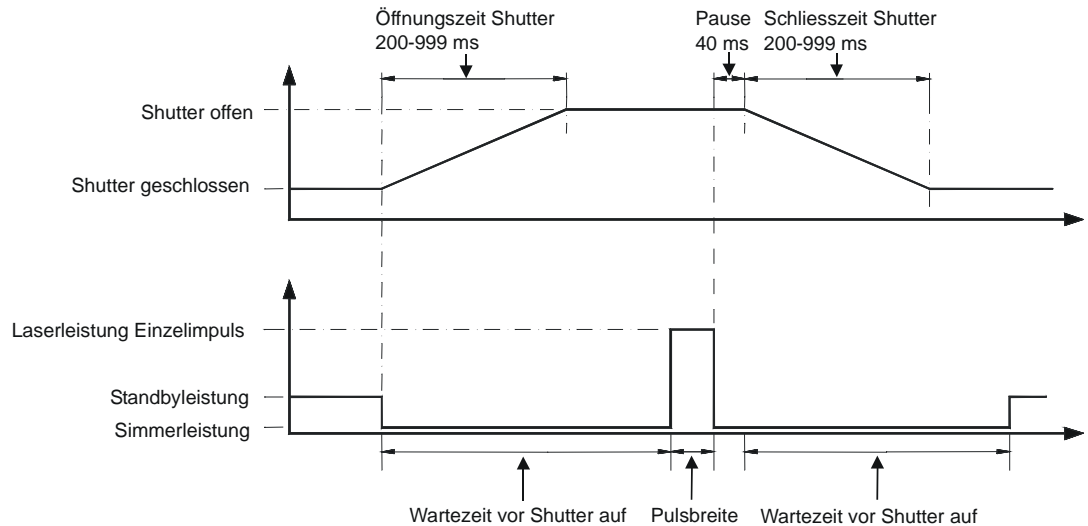 Öffnungszeit Shutter
200-999 ms
Pause
40 ms
Schliesszeit Shutter
200-999 ms
Shutter offen
Shutter geschlossen
Laserleistung Einzelimpuls
Standbyleistung
Simmerleistung
Wartezeit vor Shutter auf
Pulsbreite
Wartezeit vor Shutter auf